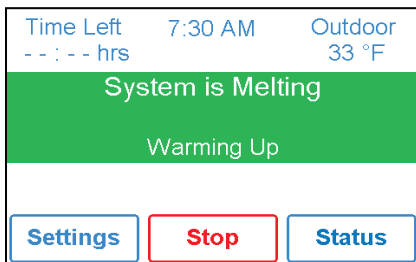 Time Left 7:30 AM Outdoor
- - : - - hrs 33 °F
System is Melting
Warming Up
Settings Stop Status